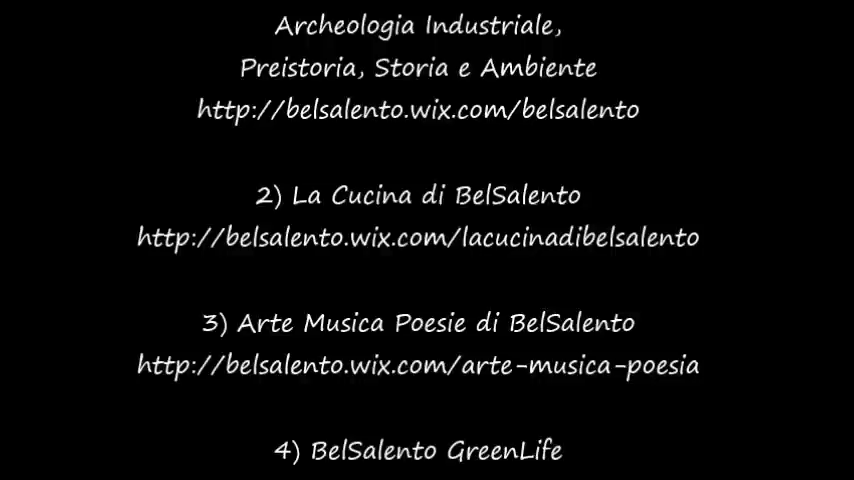 Archeologia Industriale,
Preistoria, Storia e Ambiente
http://belsalento.wix.com/belsalento
2) La Cucina di BelSalento
http://belsalento.wix.com/lacucinadibelsalento
3) Arte Musica Poesie di BelSalento
http://belsalento.wix.com/arte-musica-poesia
4) BelSalento GreenLife